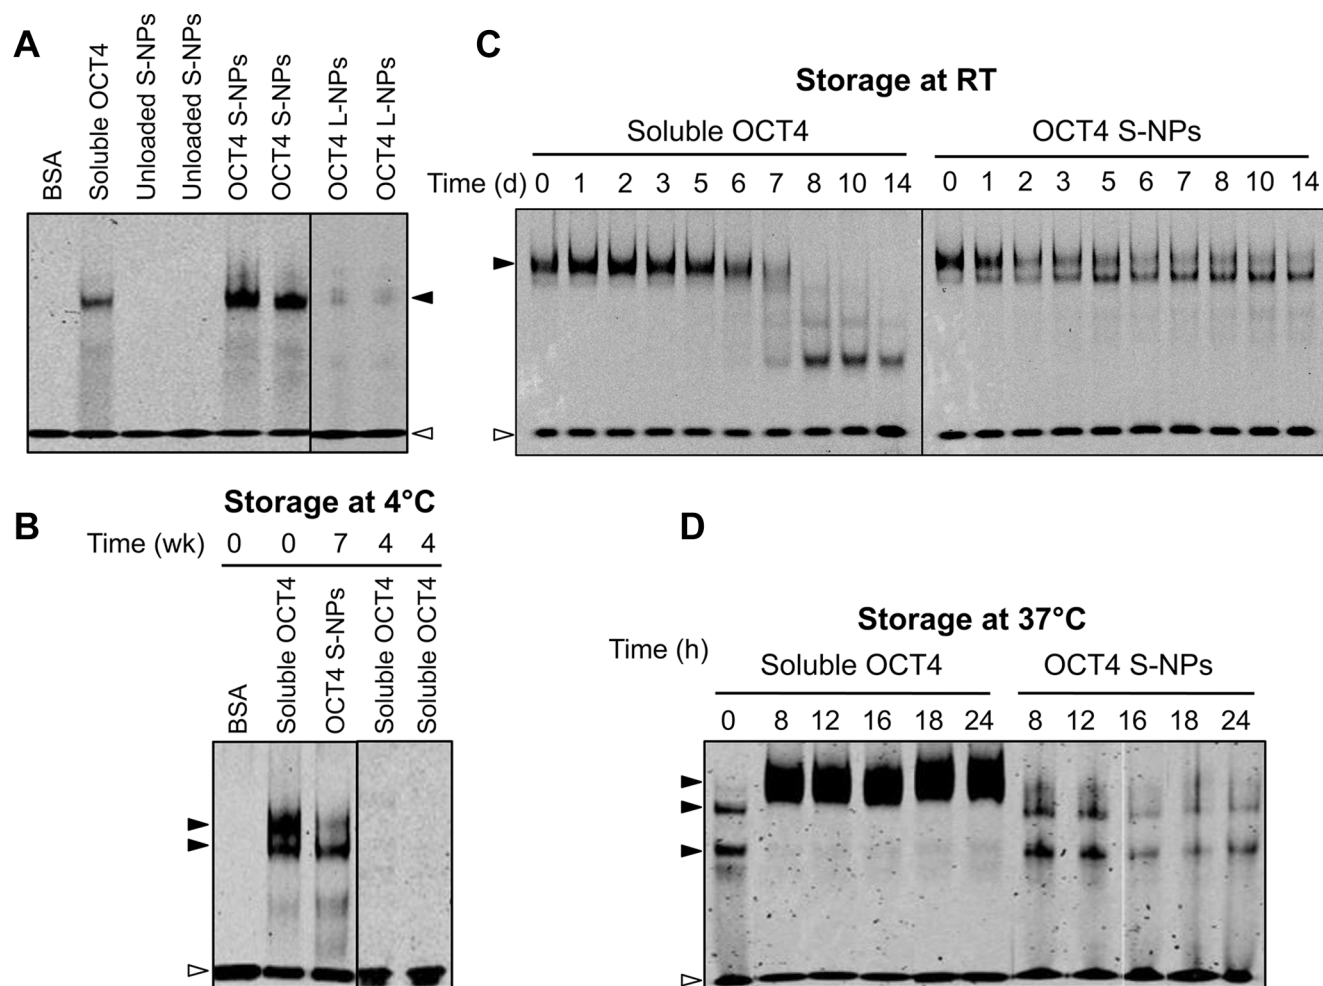 A
BSA
Soluble OCT4
Unloaded S-NPs
Unloaded S-NPs
OCT4 S-NPs
OCT4 S-NPs
OCT4 L-NPs
OCT4 L-NPs
C
Storage at RT
Soluble OCT4
OCT4 S-NPs
Time (d) 0 1 2 3 5 6 7 8 10 14 0 1 2 3 5 6 7 8 10 14
B
Storage at 4°C
Time (wk) 0 0 7 4 4
BSA
Soluble OCT4
OCT4 S-NPs
Soluble OCT4
Soluble OCT4
D
Storage at 37°C
Time (h)
Soluble OCT4
OCT4 S-NPs
0 8 12 16 18 24 8 12 16 18 24